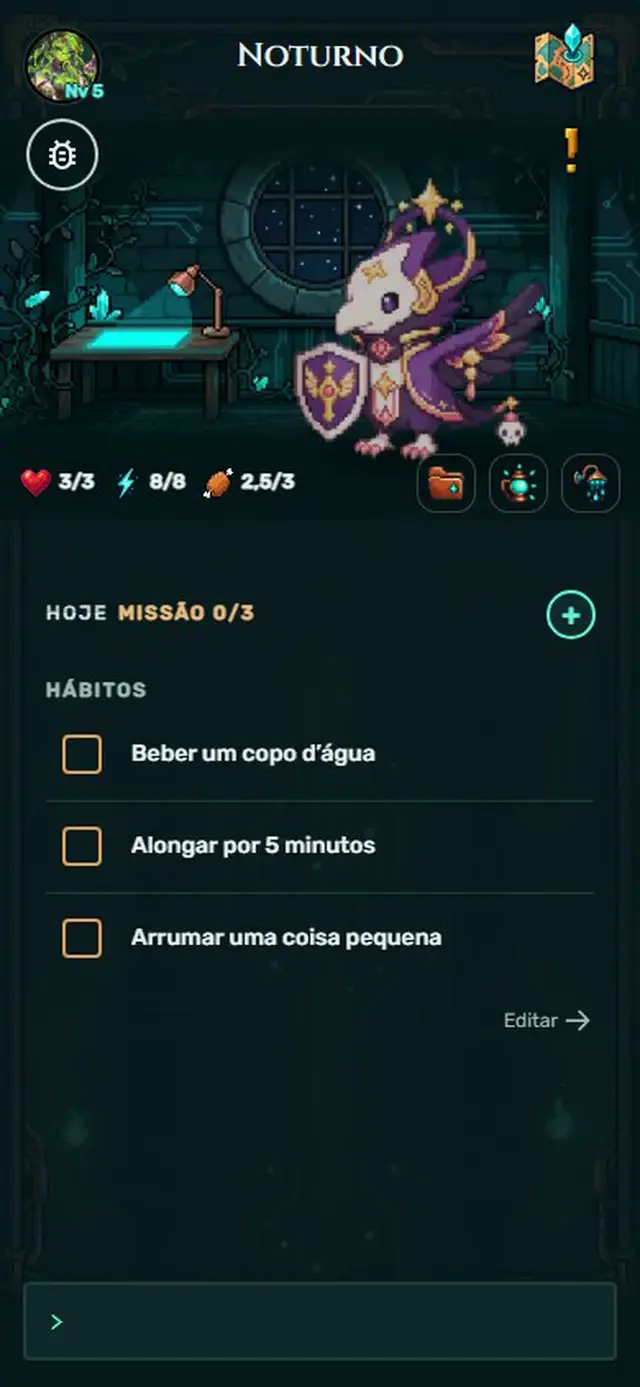 Noturno
Nv 5
!
3/3 8/8 2,5/3
HOJE MISSÃO 0/3
+
HÁBITOS
Beber um copo d’água
Alongar por 5 minutos
Arrumar uma coisa pequena
Editar →
>